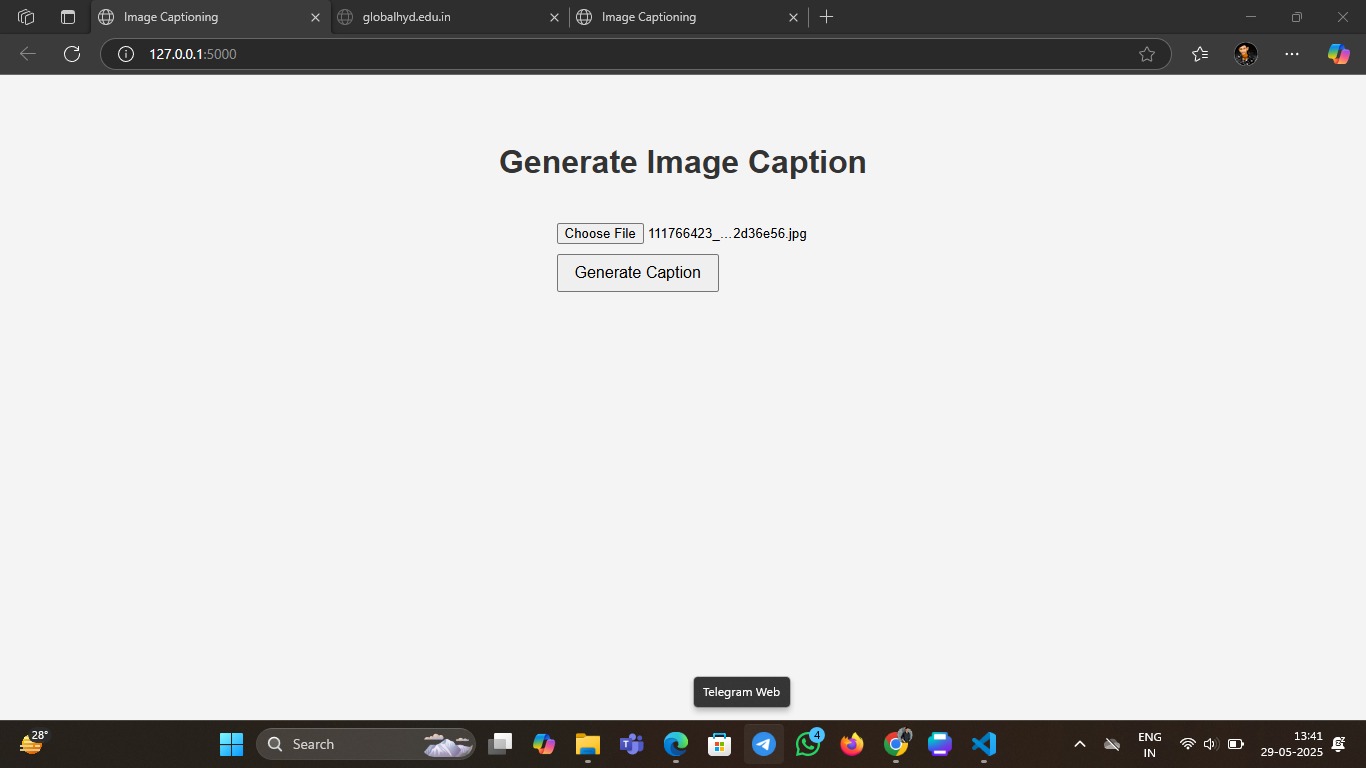 Image Captioning
globalhyd.edu.in
Image Captioning
127.0.0.1:5000
Generate Image Caption
Choose File 111766423_...2d36e56.jpg
Generate Caption
Telegram Web
28°
Search
4
ENG
IN
13:41
29-05-2025